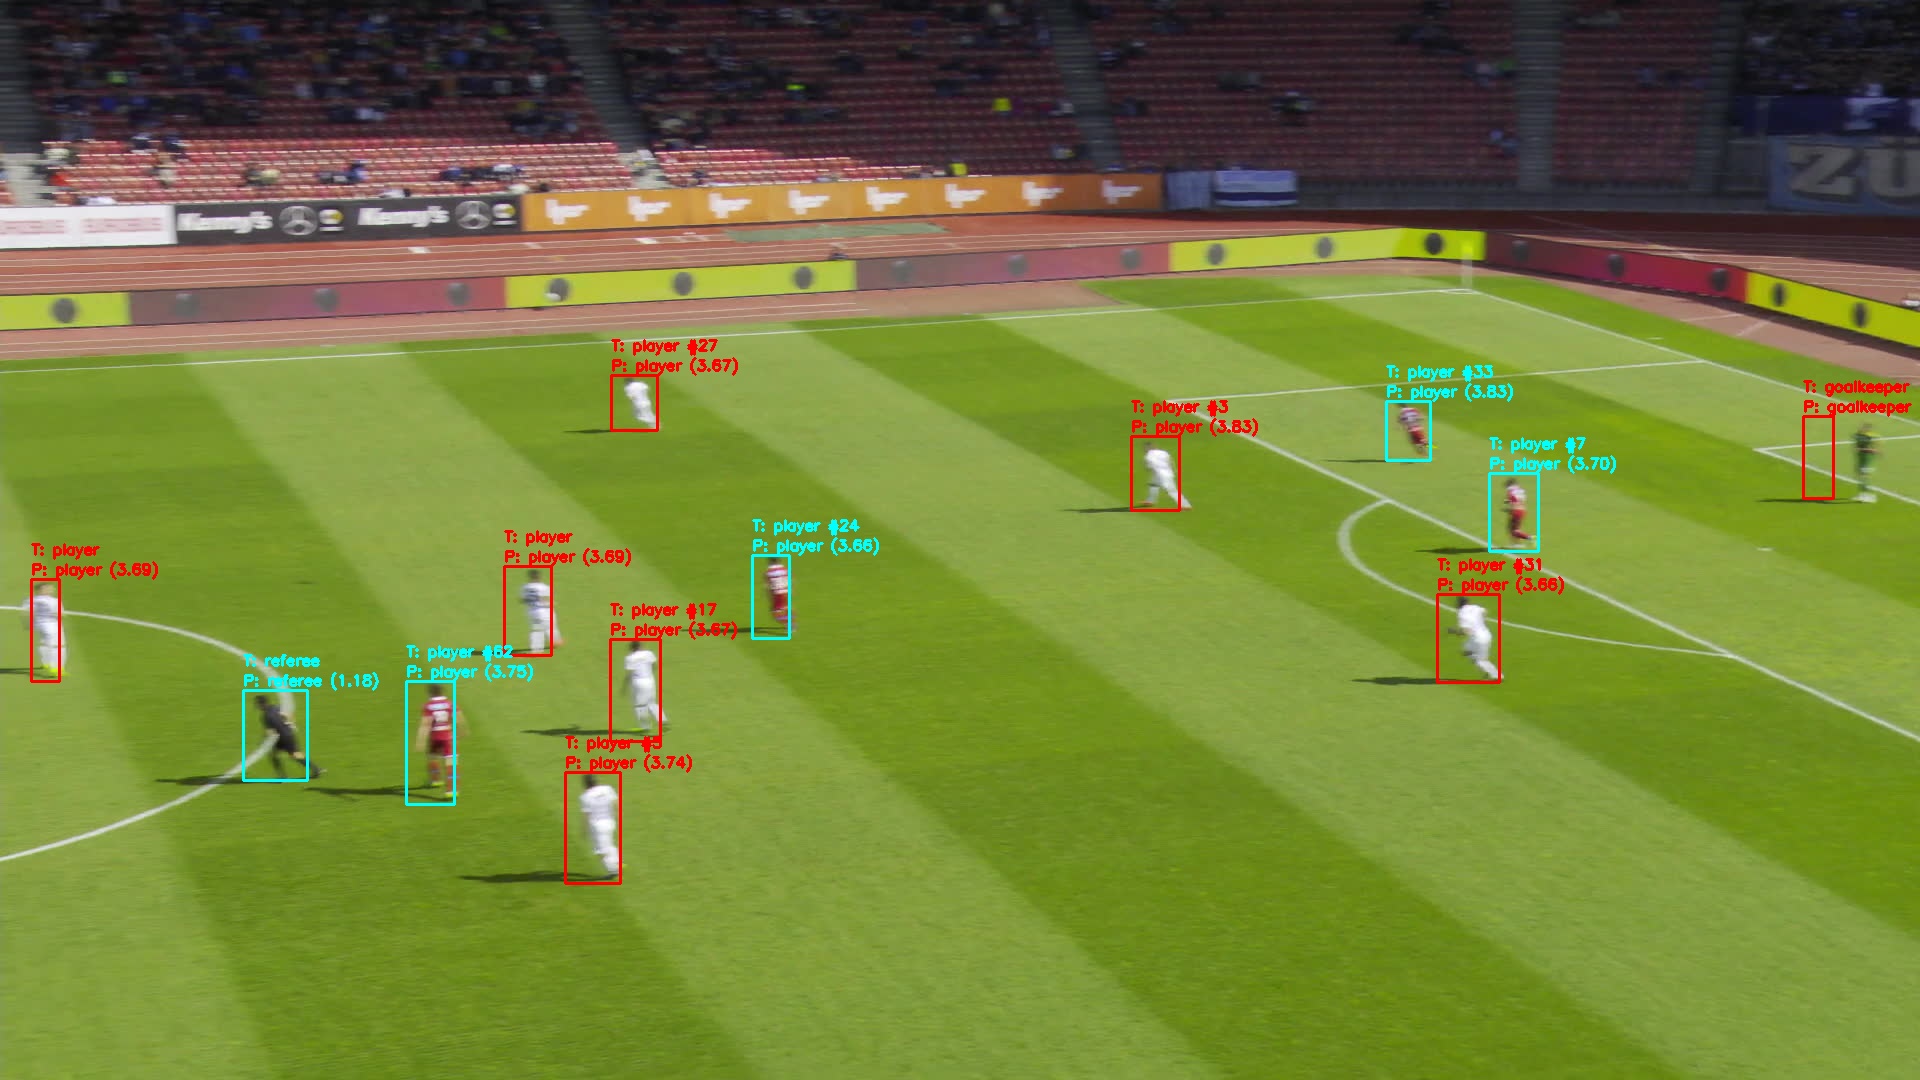 ZÜ
Kenny's
Kenny's
T: player #27
P: player (3.67)
T: player #33
P: player (3.83)
T: goalkeeper
P: goalkeeper
T: player #3
P: player (3.83)
T: player #7
P: player (3.70)
T: player #24
P: player (3.66)
T: player
P: player (3.69)
T: player
P: player (3.69)
T: player #31
P: player (3.66)
T: player #17
P: player (3.67)
T: player #62
P: player (3.75)
T: referee
P: referee (1.18)
T: player #5
P: player (3.74)